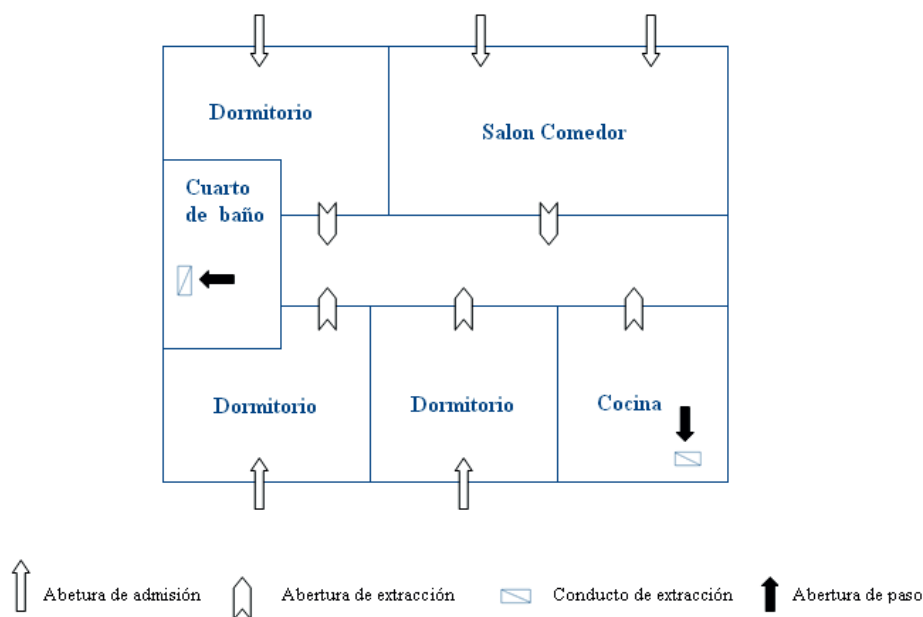 Dormitorio
Salon Comedor
Cuarto
de baño
Dormitorio
Dormitorio
Cocina
Abetura de admisión
Abertura de extracción
Conducto de extracción
Abertura de paso